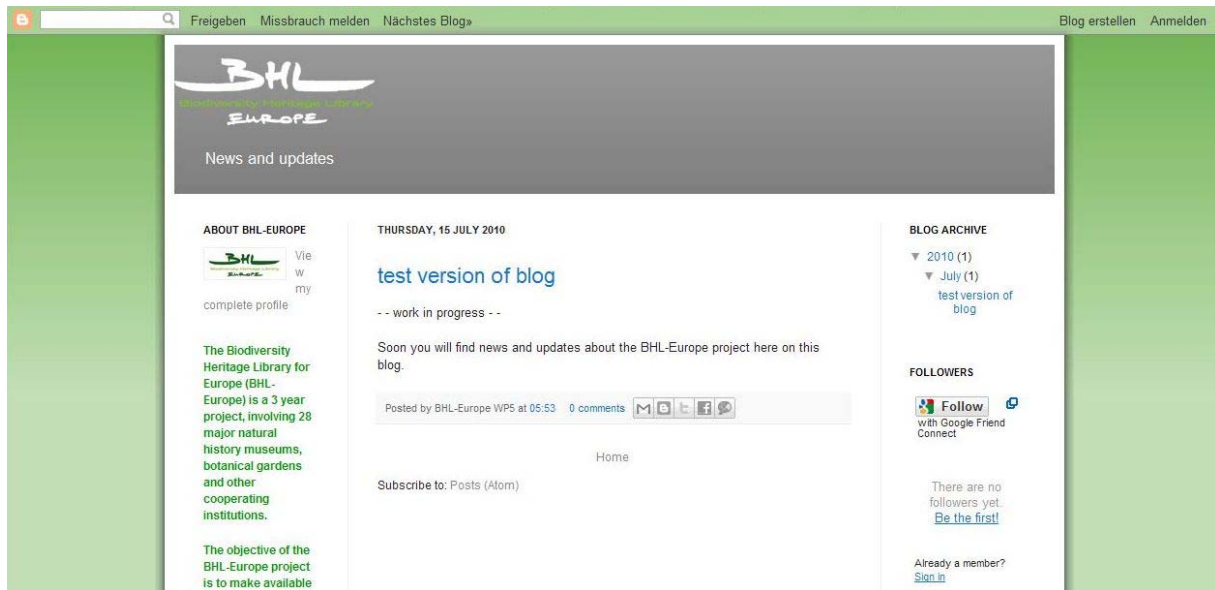 Freigeben Missbrauch melden Nächstes Blog» Blog erstellen Anmelden
BHL
Biodiversity Heritage Library
EUROPE
News and updates
ABOUT BHL-EUROPE
BHL
Biodiversity Heritage Library
EUROPE
Vie
w
my
complete profile
The Biodiversity
Heritage Library for
Europe (BHL-
Europe) is a 3 year
project, involving 28
major natural
history museums,
botanical gardens
and other
cooperating
institutions.
The objective of the
BHL-Europe project
is to make available
THURSDAY, 15 JULY 2010
test version of blog
- - work in progress - -
Soon you will find news and updates about the BHL-Europe project here on this
blog.
Posted by BHL-Europe WP5 at 05:53 0 comments
Home
Subscribe to: Posts (Atom)
BLOG ARCHIVE
▼ 2010 (1)
▼ July (1)
test version of
blog
FOLLOWERS
Follow
with Google Friend
Connect
There are no
followers yet.
Be the first!
Already a member?
Sign in